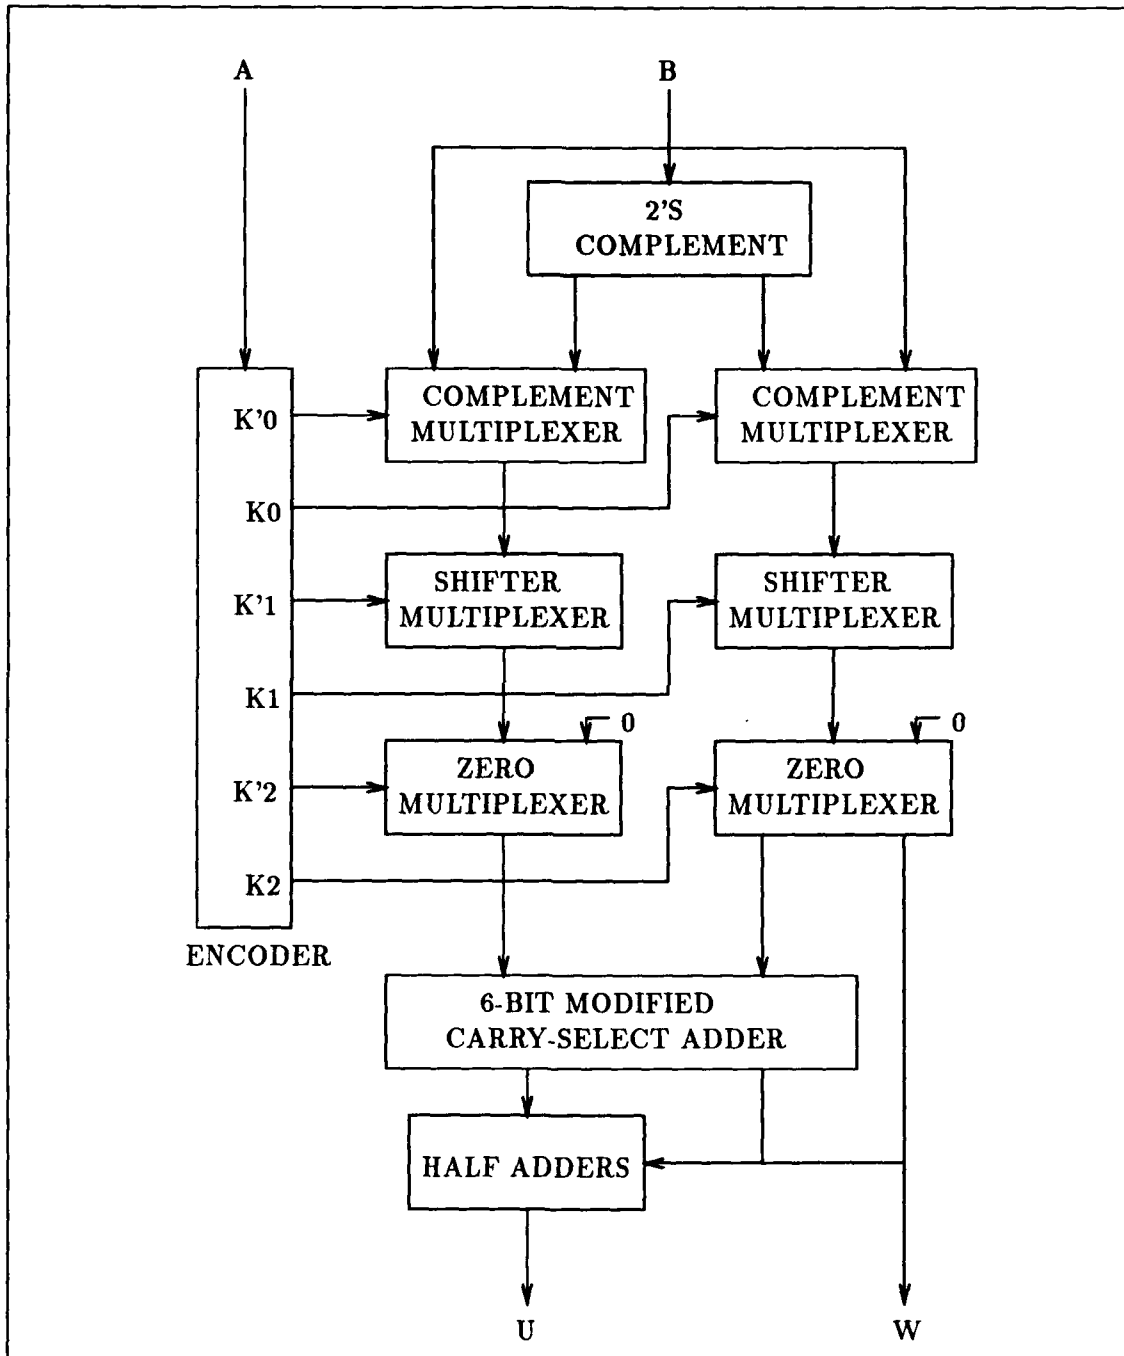 A
B
2'S
COMPLEMENT
K'0
COMPLEMENT
MULTIPLEXER
COMPLEMENT
MULTIPLEXER
K0
K'1
SHIFTER
MULTIPLEXER
SHIFTER
MULTIPLEXER
K1
0
0
K'2
ZERO
MULTIPLEXER
ZERO
MULTIPLEXER
K2
ENCODER
6-BIT MODIFIED
CARRY-SELECT ADDER
HALF ADDERS
U
W